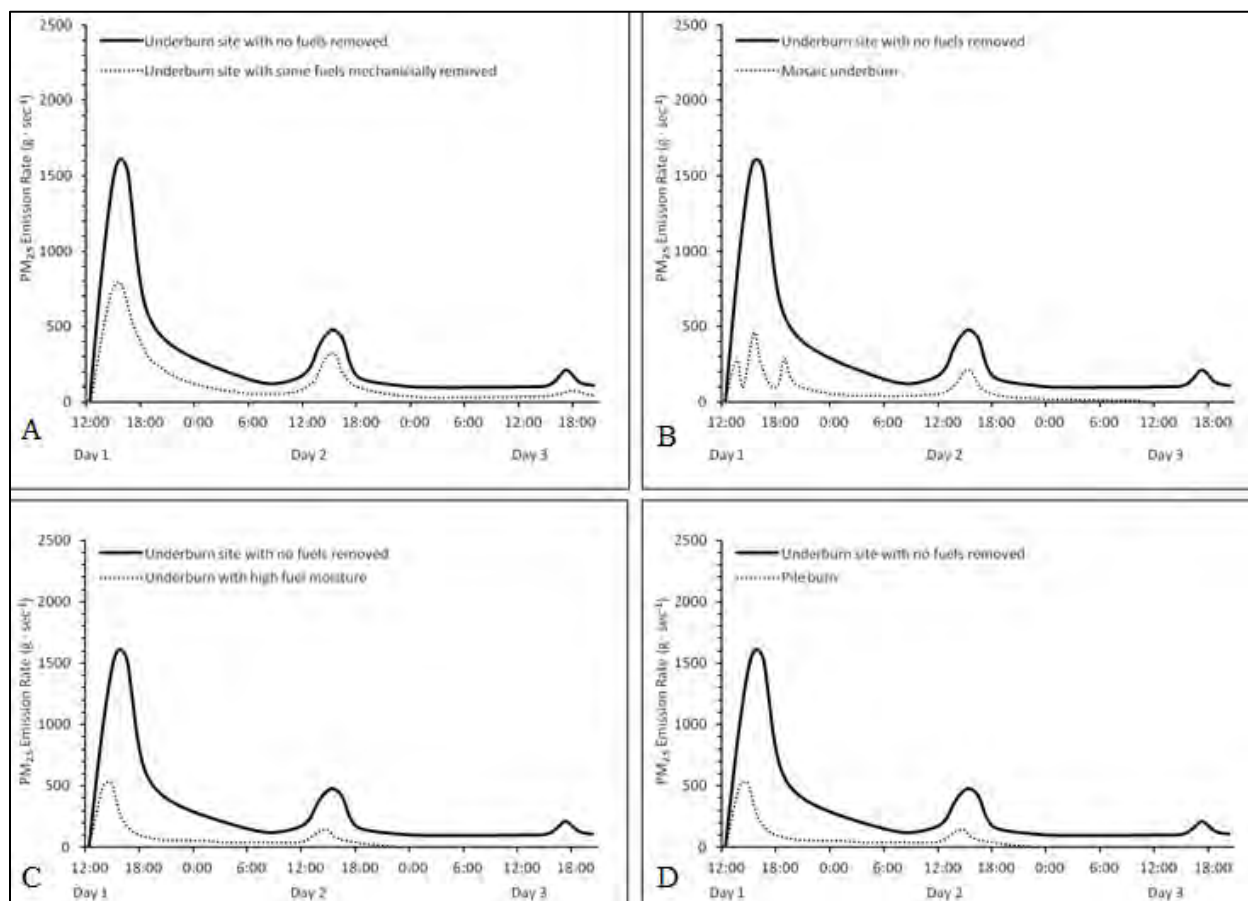 2500
Underburn site with no fuels removed
Underburn site with some fuels mechanically removed
2000
1500
1000
500
0
PM2.5 Emission Rate (g · sec-1)
12:00 18:00 0:00 6:00 12:00 18:00 0:00 6:00 12:00 18:00
A
Day 1 Day 2 Day 3
2500
Underburn site with no fuels removed
Mosaic underburn
2000
1500
1000
500
0
PM2.5 Emission Rate (g · sec-1)
12:00 18:00 0:00 6:00 12:00 18:00 0:00 6:00 12:00 18:00
B
Day 1 Day 2 Day 3
2500
Underburn site with no fuels removed
Underburn with high fuel moisture
2000
1500
1000
500
0
PM2.5 Emission Rate (g · sec-1)
12:00 18:00 0:00 6:00 12:00 18:00 0:00 6:00 12:00 18:00
C
Day 1 Day 2 Day 3
2500
Underburn site with no fuels removed
Pile burn
2000
1500
1000
500
0
PM2.5 Emission Rate (g · sec-1)
12:00 18:00 0:00 6:00 12:00 18:00 0:00 6:00 12:00 18:00
D
Day 1 Day 2 Day 3